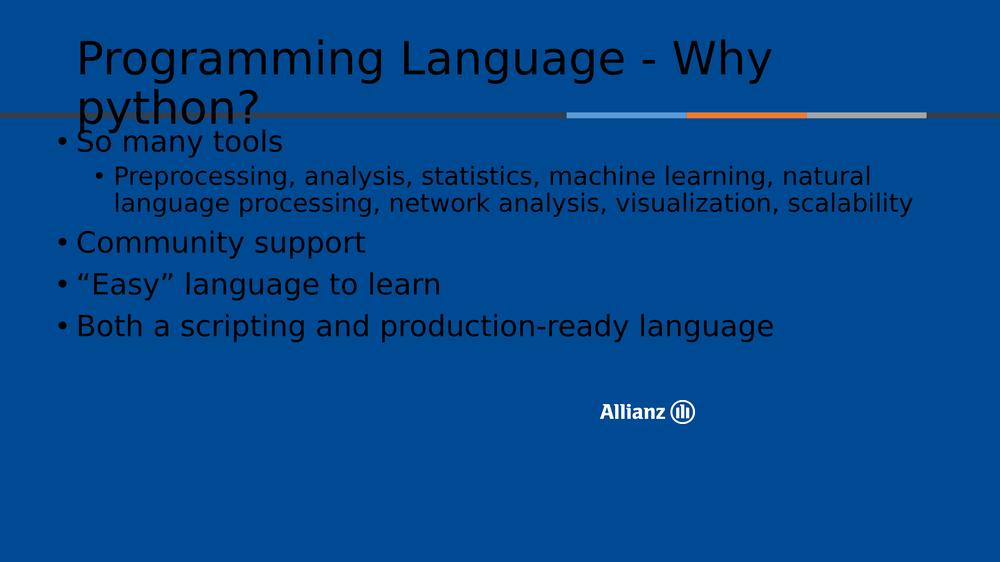 Programming Language - Why
python?
• So many tools
• Preprocessing, analysis, statistics, machine learning, natural
language processing, network analysis, visualization, scalability
• Community support
• “Easy” language to learn
• Both a scripting and production-ready language
Allianz